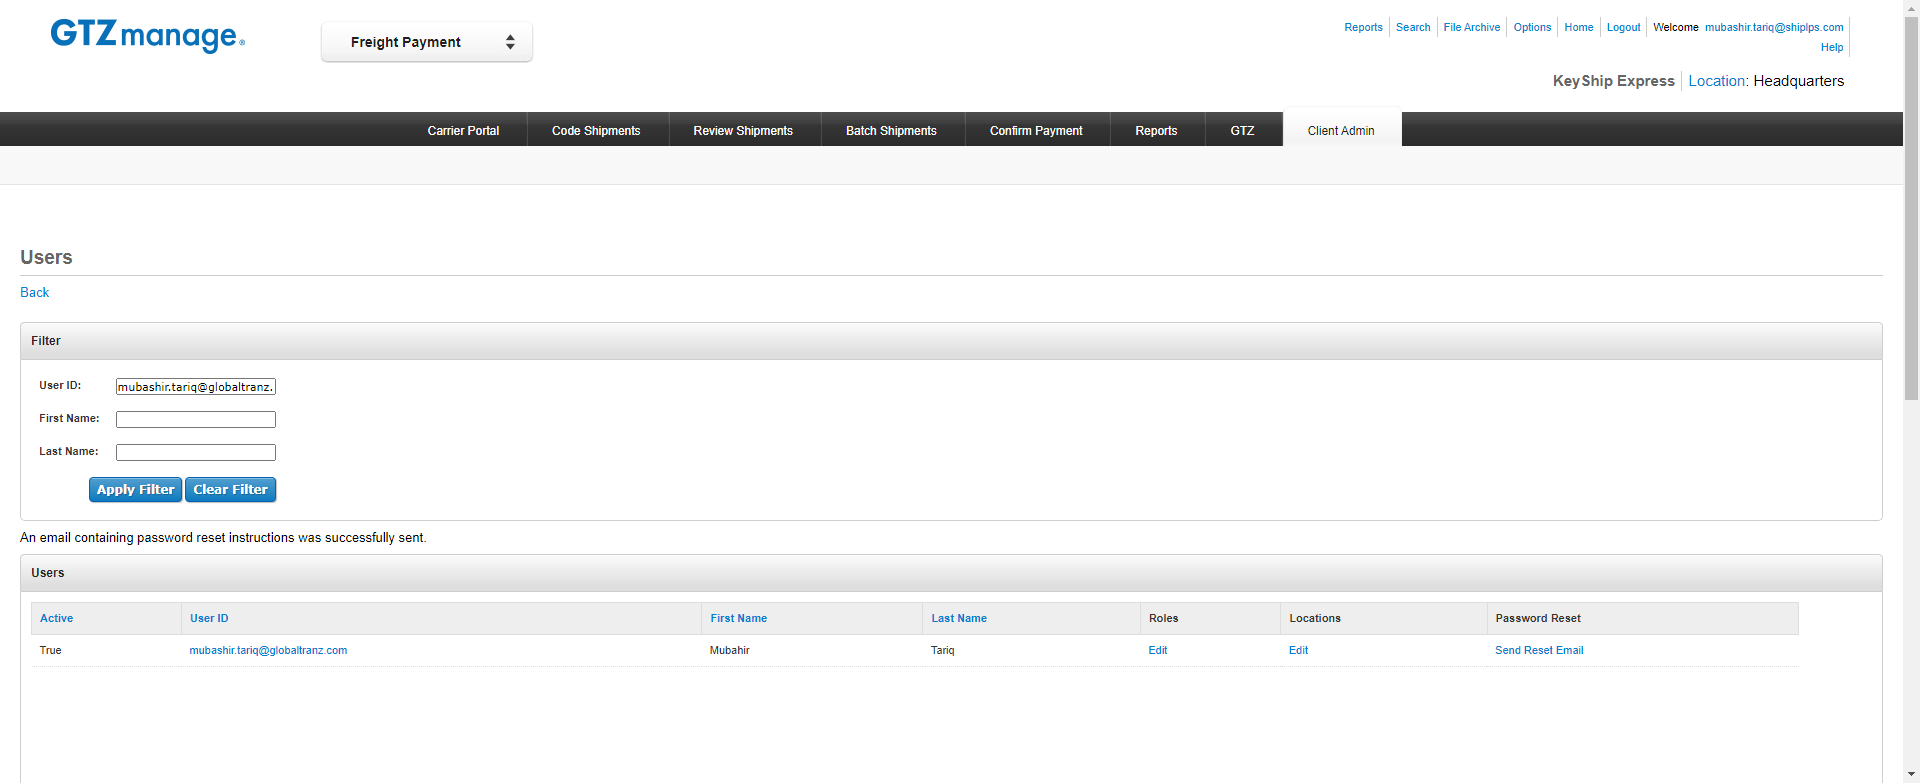 GTZmanage®
Freight Payment
Reports Search File Archive Options Home Logout Welcome mubashir.tariq@shiplps.com
Help
KeyShip Express Location: Headquarters
Carrier Portal Code Shipments Review Shipments Batch Shipments Confirm Payment Reports GTZ Client Admin
Users
Back
Filter
User ID: mubashir.tariq@globaltranz.
First Name:
Last Name:
Apply Filter Clear Filter
An email containing password reset instructions was successfully sent.
Users
Active User ID First Name Last Name Roles Locations Password Reset
True mubashir.tariq@globaltranz.com Mubahir Tariq Edit Edit Send Reset Email